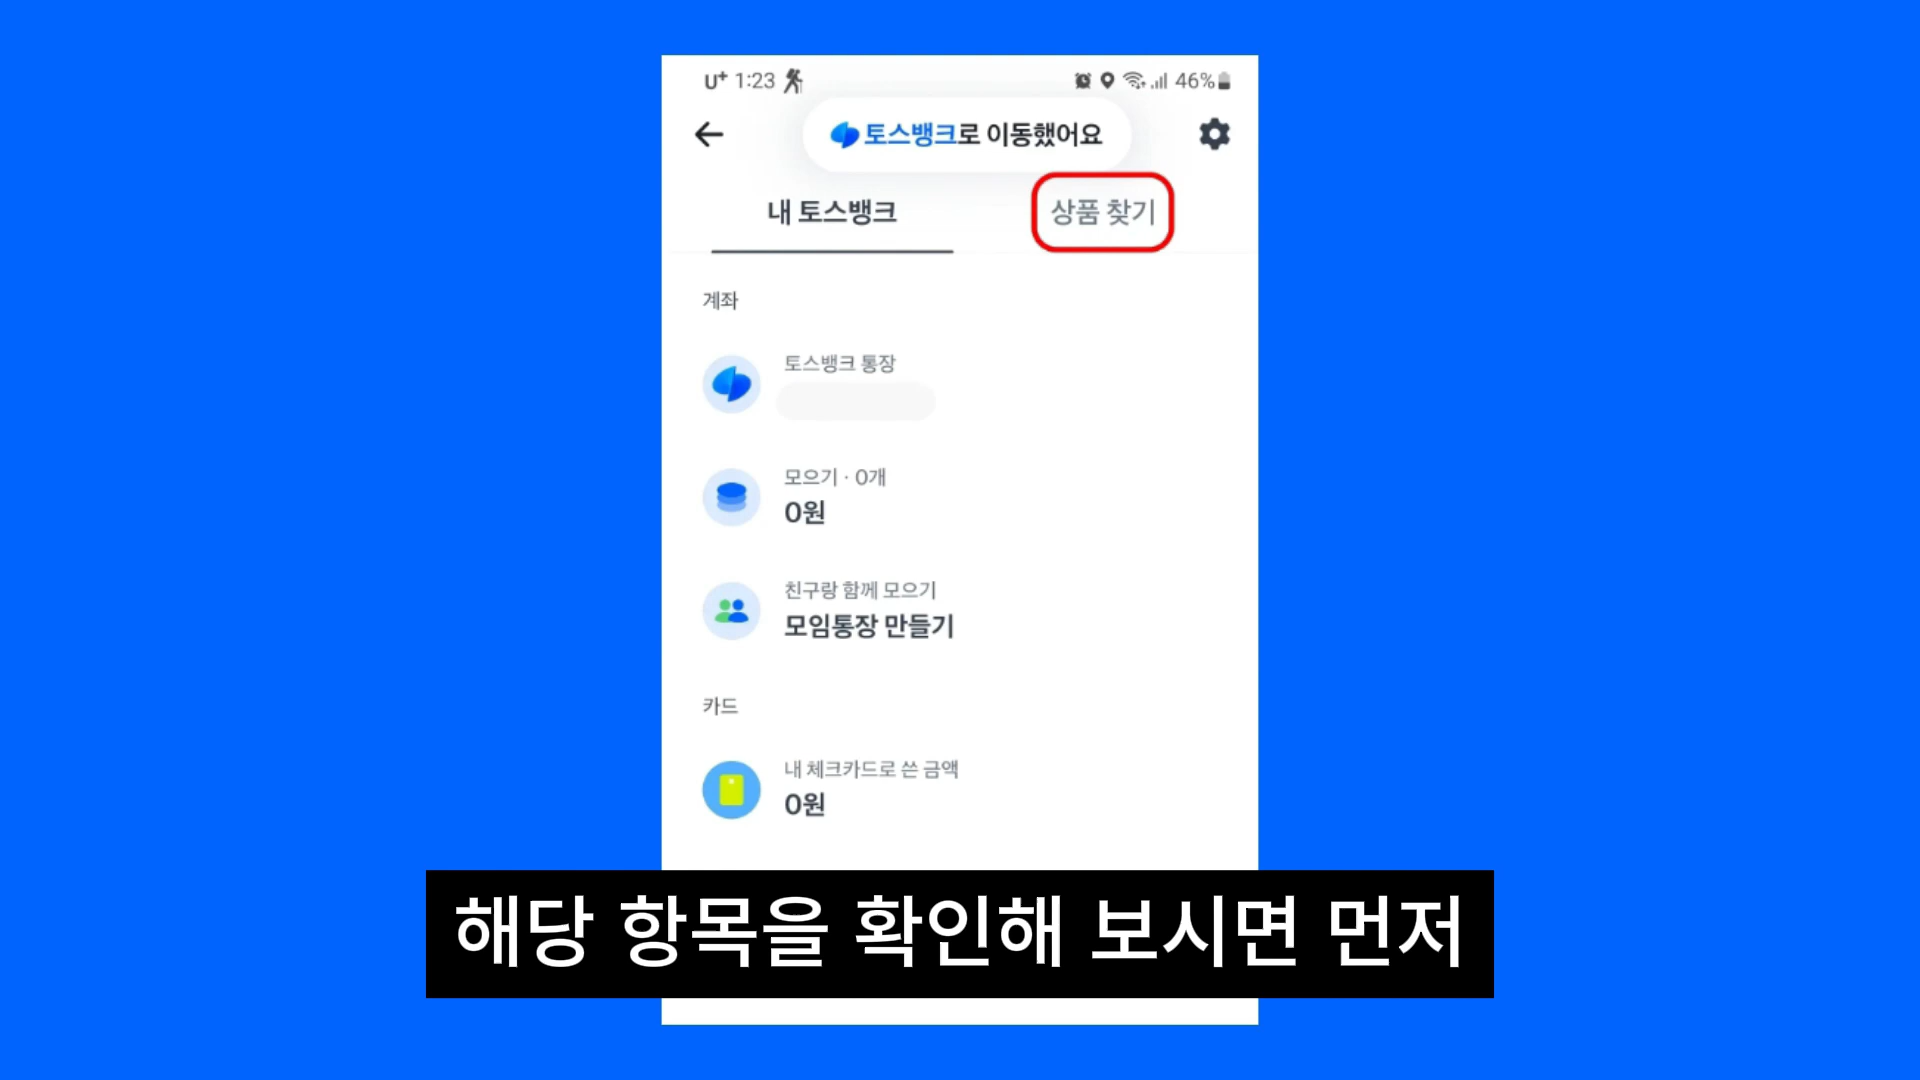 U+ 1:23 46%
토스뱅크로 이동했어요
내 토스뱅크 상품 찾기
계좌
토스뱅크 통장
모으기 · 0개
0원
친구랑 함께 모으기
모임통장 만들기
카드
내 체크카드로 쓴 금액
0원
해당 항목을 확인해 보시면 먼저